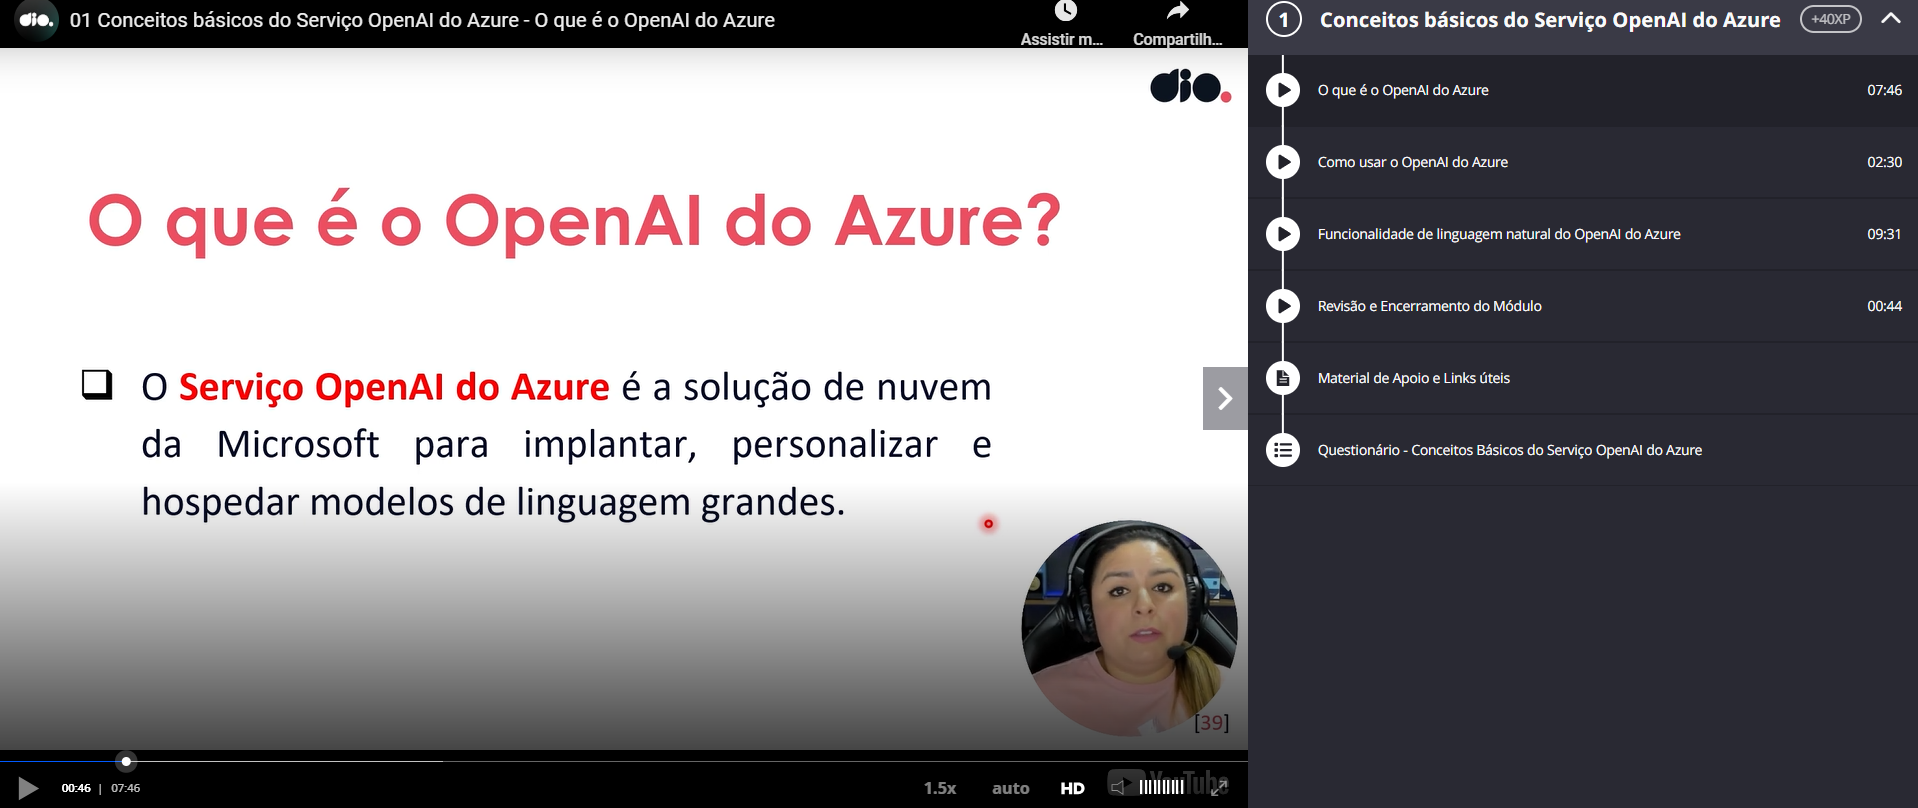 dio.
01 Conceitos básicos do Serviço OpenAI do Azure - O que é o OpenAI do Azure
Assistir m...
Compartilh...
dio.
O que é o OpenAI do Azure?
O Serviço OpenAI do Azure é a solução de nuvem
da Microsoft para implantar, personalizar e
hospedar modelos de linguagem grandes.
[39]
00:46 | 07:46
1.5x
auto
HD
YouTube
1 Conceitos básicos do Serviço OpenAI do Azure +40XP
O que é o OpenAI do Azure 07:46
Como usar o OpenAI do Azure 02:30
Funcionalidade de linguagem natural do OpenAI do Azure 09:31
Revisão e Encerramento do Módulo 00:44
Material de Apoio e Links úteis
Questionário - Conceitos Básicos do Serviço OpenAI do Azure